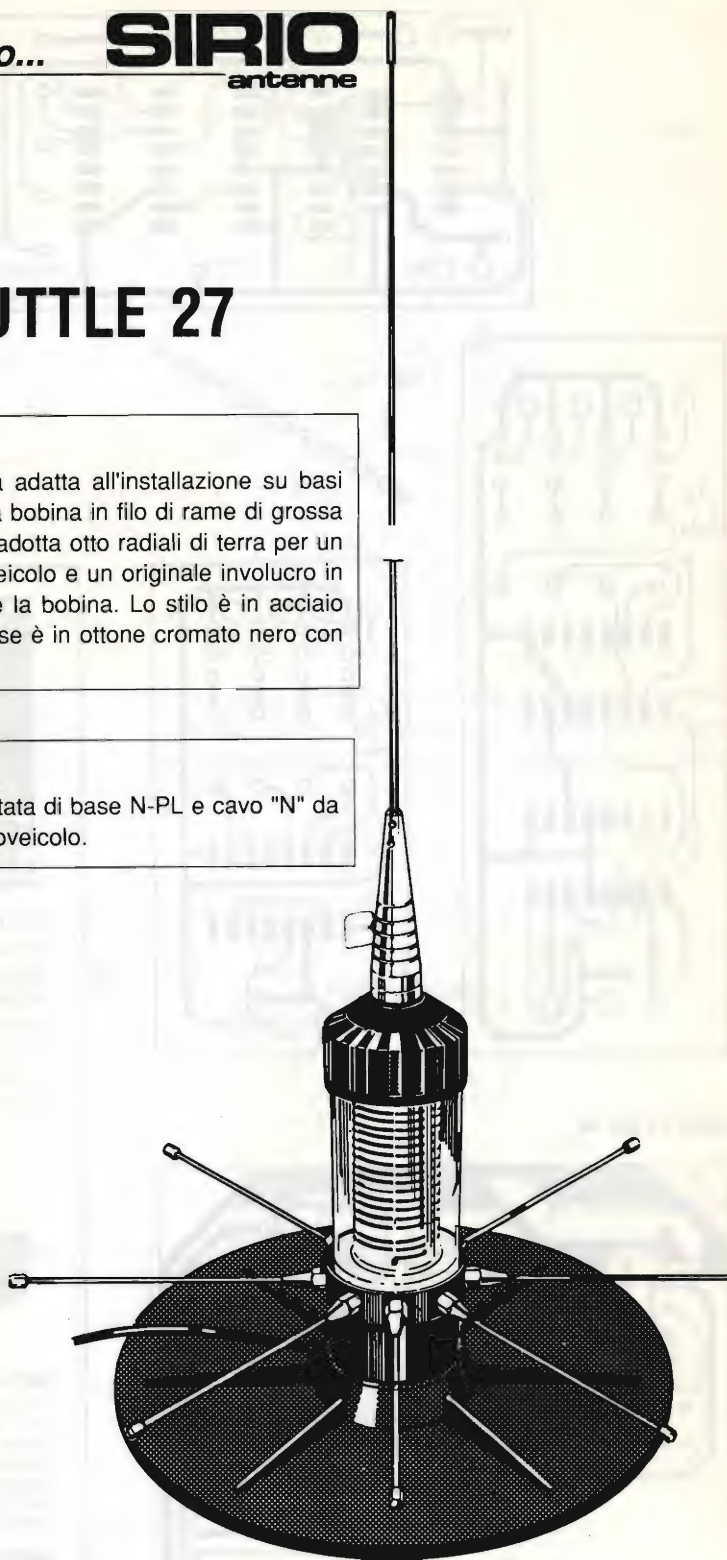 o... SIRIO
antenne
UTTLE 27
adatta all'installazione su basi
bobina in filo di rame di grossa
adotta otto radiali di terra per un
eicolo e un originale involucro in
e la bobina. Lo stilo è in acciaio
se è in ottone cromato nero con
tata di base N-PL e cavo "N" da
oveicolo.